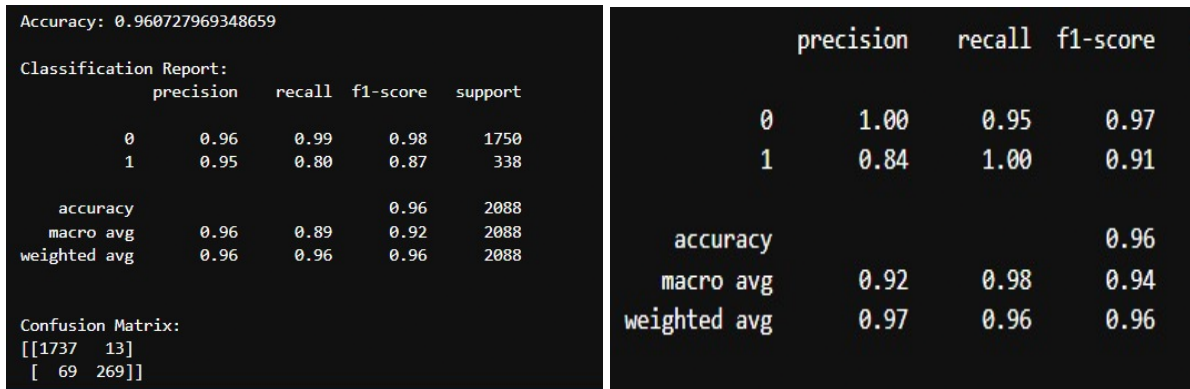 Accuracy: 0.960727969348659
Classification Report:
precision recall f1-score support
0 0.96 0.99 0.98 1750
1 0.95 0.80 0.87 338
accuracy 0.96 2088
macro avg 0.96 0.89 0.92 2088
weighted avg 0.96 0.96 0.96 2088
Confusion Matrix:
[[1737 13]
[ 69 269]]
precision recall f1-score
0 1.00 0.95 0.97
1 0.84 1.00 0.91
accuracy 0.96
macro avg 0.92 0.98 0.94
weighted avg 0.97 0.96 0.96